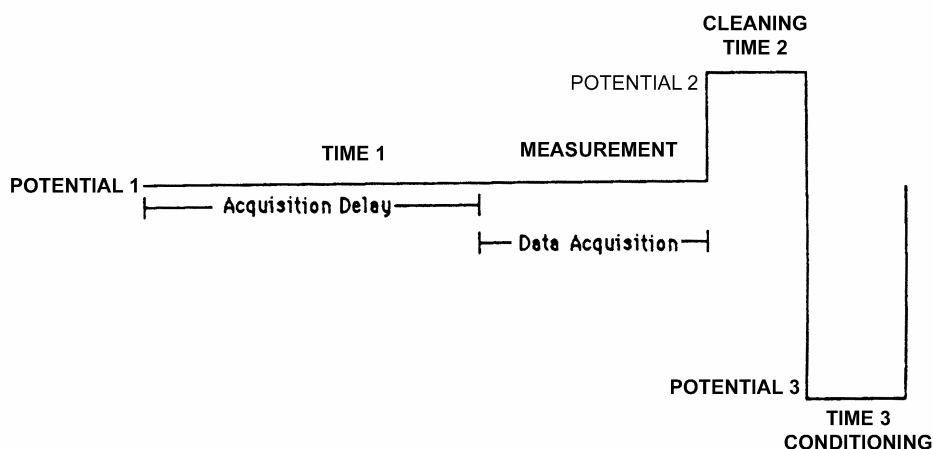 CLEANING
TIME 2
POTENTIAL 2
TIME 1
MEASUREMENT
POTENTIAL 1
Acquisition Delay
Data Acquisition
POTENTIAL 3
TIME 3
CONDITIONING